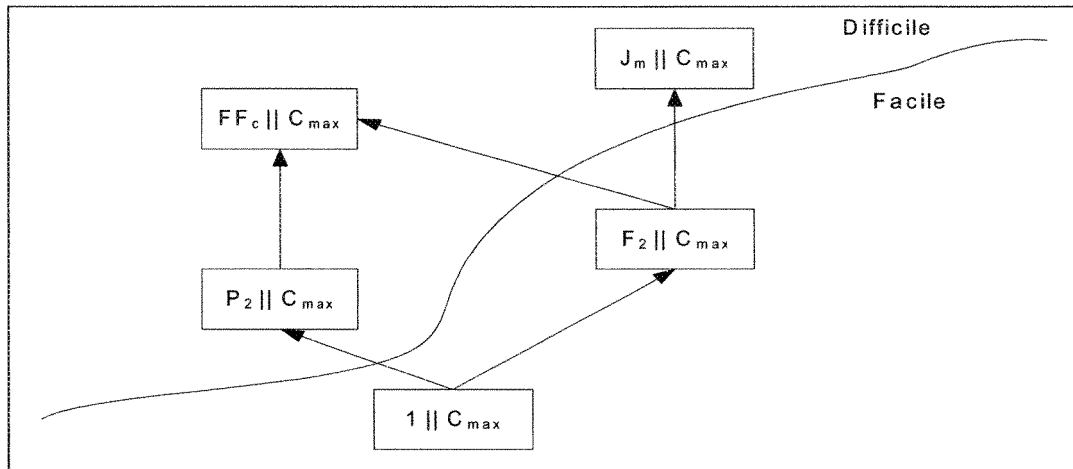 Difficile
Jm || Cmax
Facile
FFc || Cmax
F2 || Cmax
P2 || Cmax
1 || Cmax